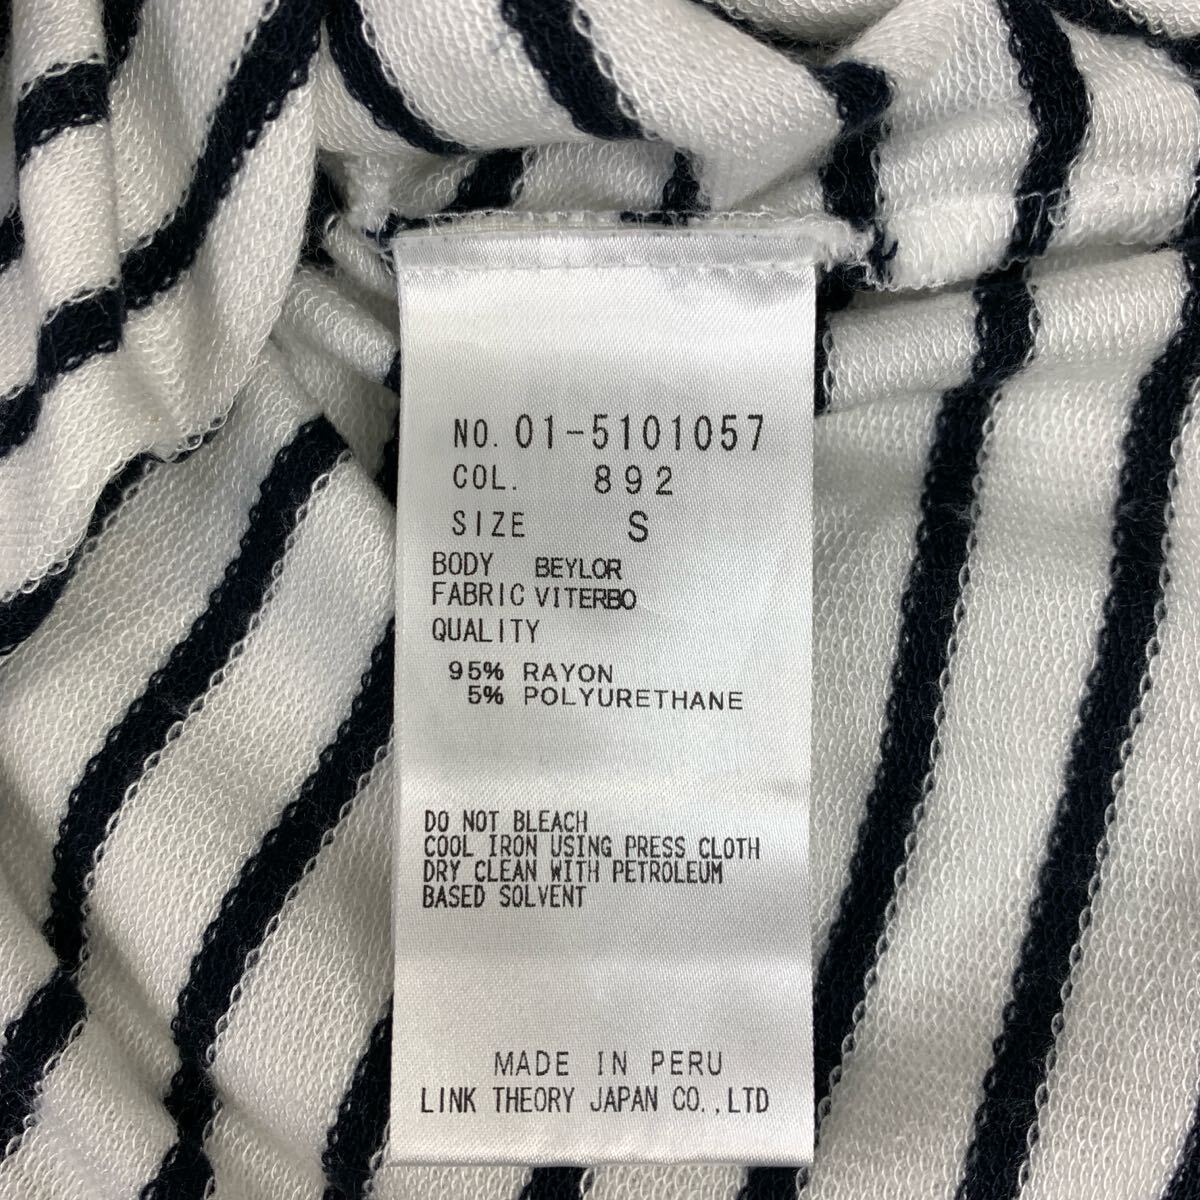 NO. 01-5101057
COL. 892
SIZE S
BODY BEYLOR
FABRIC VITERBO
QUALITY
95% RAYON
5% POLYURETHANE
DO NOT BLEACH
COOL IRON USING PRESS CLOTH
DRY CLEAN WITH PETROLEUM
BASED SOLVENT
MADE IN PERU
LINK THEORY JAPAN CO.,LTD